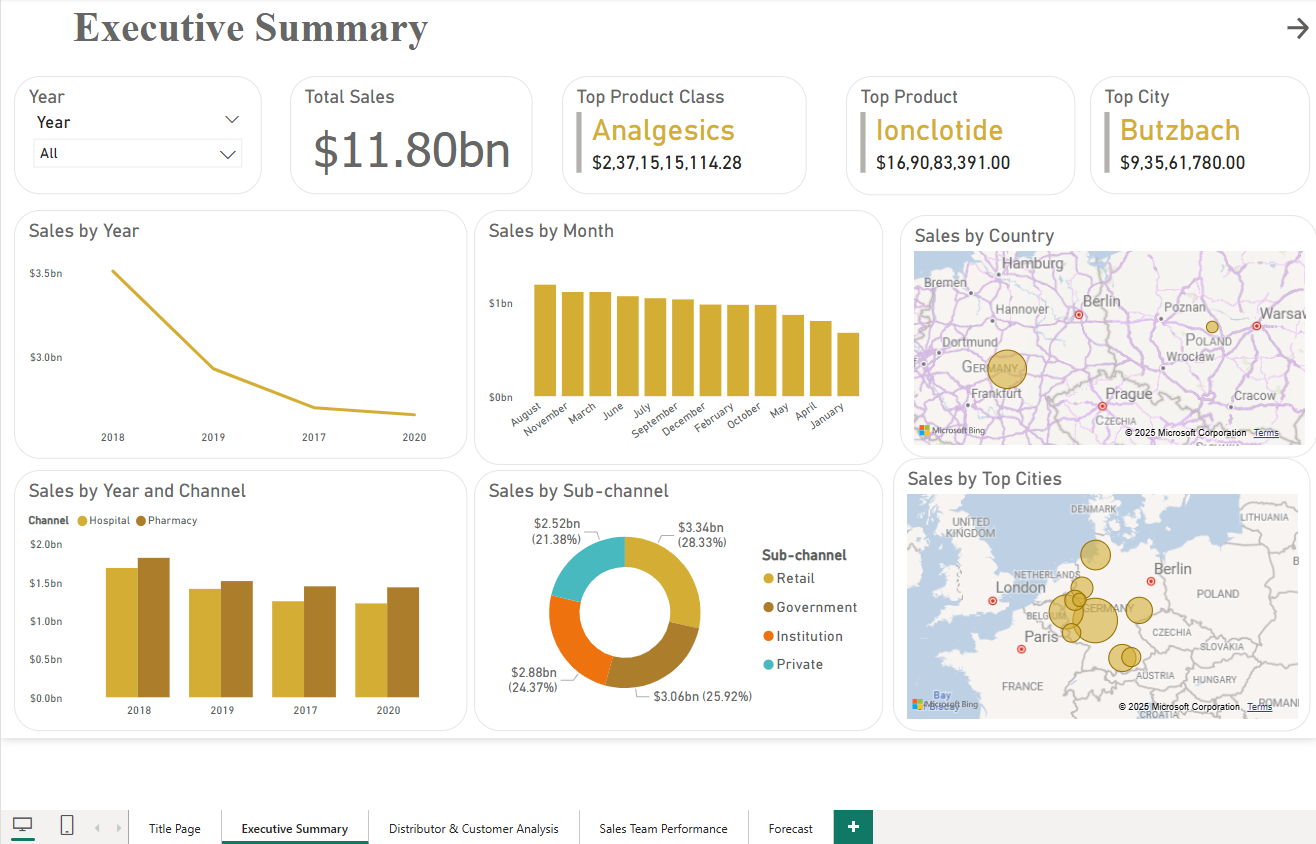 Executive Summary
Year
Year
All
Total Sales
$11.80bn
Top Product Class
Analgesics
$2,37,15,15,114.28
Top Product
Ionclotide
$16,90,83,391.00
Top City
Butzbach
$9,35,61,780.00
Sales by Year
$3.5bn
$3.0bn
2018 2019 2017 2020
Sales by Month
$1bn
$0bn
August November March June July September December February October May April January
Sales by Country
Hamburg
Bremen
Berlin
Hannover
Poznan
Warsaw
Dortmund
POLAND
Wrocław
GERMANY
Frankfurt
Prague
Cracow
CZECHIA
Microsoft Bing
© 2025 Microsoft Corporation Terms
Sales by Year and Channel
Channel Hospital Pharmacy
$2.0bn
$1.5bn
$1.0bn
$0.5bn
$0.0bn
2018 2019 2017 2020
Sales by Sub-channel
$2.52bn
(21.38%)
$3.34bn
(28.33%)
$2.88bn
(24.37%)
$3.06bn (25.92%)
Sub-channel
Retail
Government
Institution
Private
Sales by Top Cities
DENMARK
LITHUANIA
UNITED
KINGDOM
Berlin
NETHERLANDS
London
POLAND
BELGIUM
GERMANY
Paris
CZECHIA
SLOVAKIA
AUSTRIA
HUNGARY
FRANCE
Bay
Microsoft Bing
© 2025 Microsoft Corporation Terms
CROATIA
Title Page
Executive Summary
Distributor & Customer Analysis
Sales Team Performance
Forecast
+